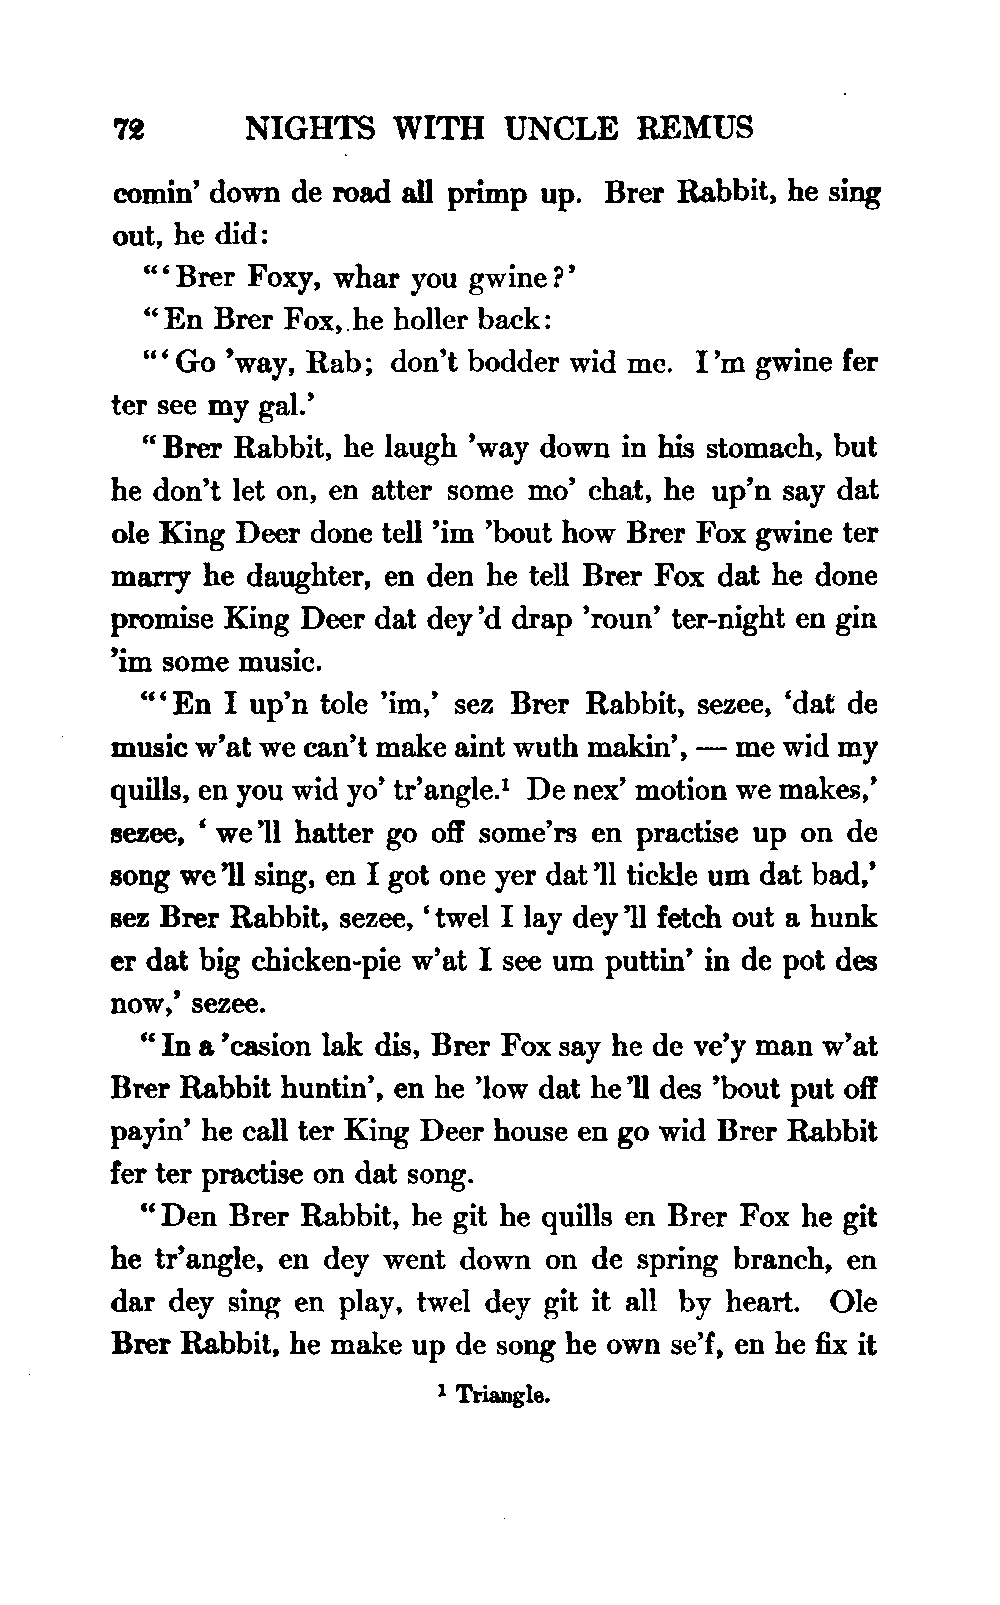 72 NIGHTS WITH UNCLE REMUS
comin' down de road all primp up. Brer Rabbit, he sing
out, he did:
"'Brer Foxy, whar you gwine?'
"En Brer Fox, he holler back:
"'Go 'way, Rab; don't bodder wid me. I'm gwine fer
ter see my gal.'
"Brer Rabbit, he laugh 'way down in his stomach, but
he don't let on, en atter some mo' chat, he up'n say dat
ole King Deer done tell 'im 'bout how Brer Fox gwine ter
marry he daughter, en den he tell Brer Fox dat he done
promise King Deer dat dey'd drap 'roun' ter-night en gin
'im some music.
"'En I up'n tole 'im,' sez Brer Rabbit, sezee, 'dat de
music w'at we can't make aint wuth makin', — me wid my
quills, en you wid yo' tr'angle.¹ De nex' motion we makes,'
sezee, 'we'll hatter go off some'rs en practise up on de
song we'll sing, en I got one yer dat'll tickle um dat bad,'
sez Brer Rabbit, sezee, 'twel I lay dey'll fetch out a hunk
er dat big chicken-pie w'at I see um puttin' in de pot des
now,' sezee.
"In a 'casion lak dis, Brer Fox say he de ve'y man w'at
Brer Rabbit huntin', en he 'low dat he'll des 'bout put off
payin' he call ter King Deer house en go wid Brer Rabbit
fer ter practise on dat song.
"Den Brer Rabbit, he git he quills en Brer Fox he git
he tr'angle, en dey went down on de spring branch, en
dar dey sing en play, twel dey git it all by heart. Ole
Brer Rabbit, he make up de song he own se'f, en he fix it
¹ Triangle.